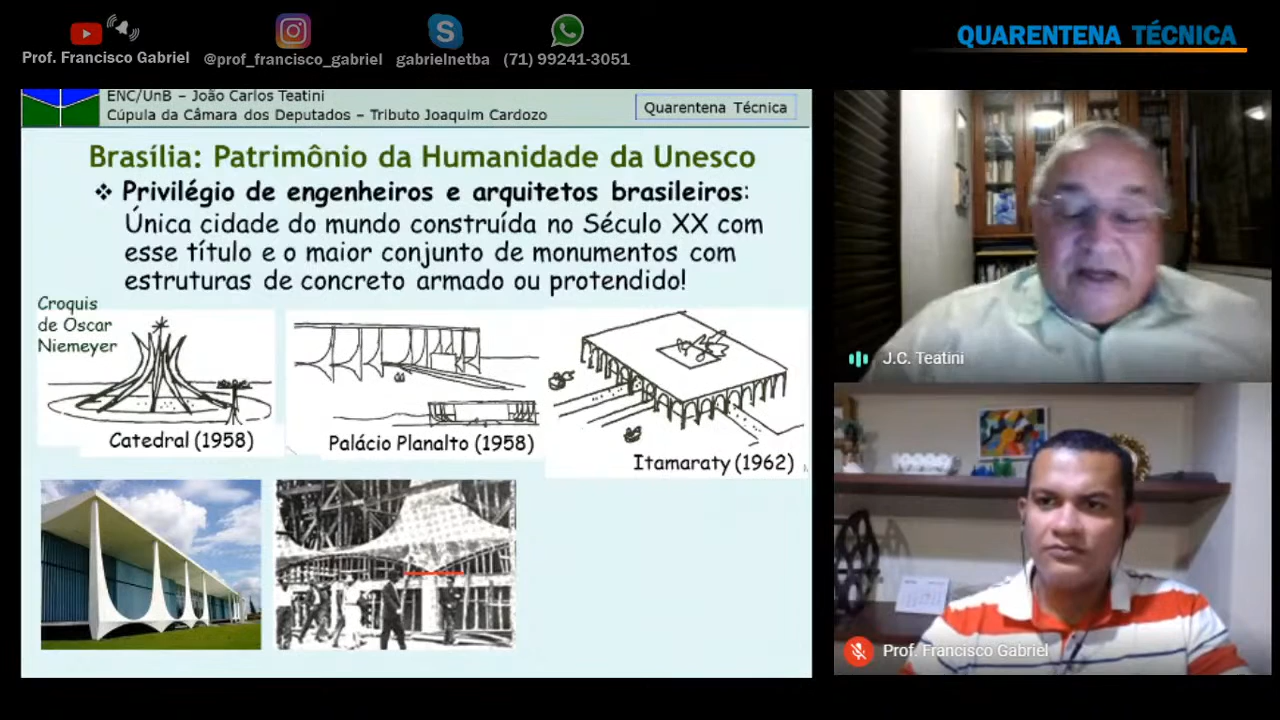 Prof. Francisco Gabriel
@prof_francisco_gabriel
gabrielnetba
(71) 99241-3051
QUARENTENA TÉCNICA
ENC/UnB – João Carlos Teatini
Cúpula da Câmara dos Deputados – Tributo Joaquim Cardozo
Quarentena Técnica
Brasília: Patrimônio da Humanidade da Unesco
❖ Privilégio de engenheiros e arquitetos brasileiros:
Única cidade do mundo construída no Século XX com
esse título e o maior conjunto de monumentos com
estruturas de concreto armado ou protendido!
Croquis
de Oscar
Niemeyer
Catedral (1958)
Palácio Planalto (1958)
Itamaraty (1962)
J.C. Teatini
Prof. Francisco Gabriel